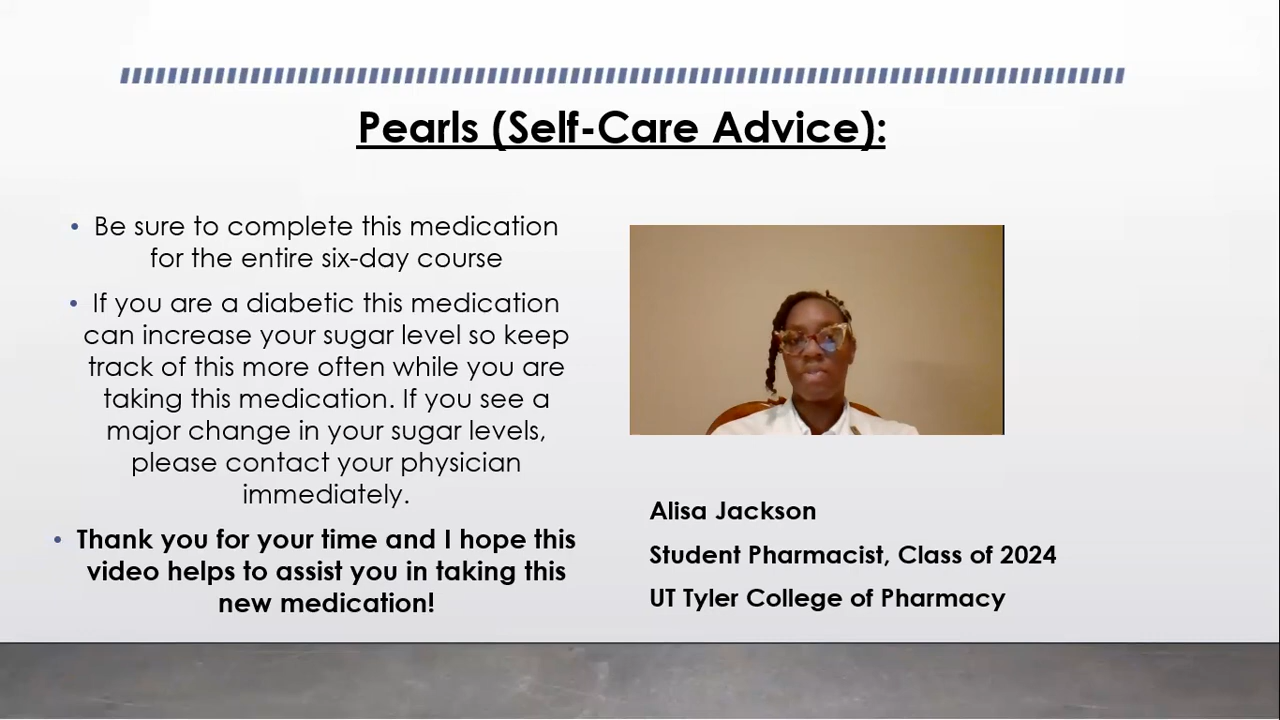 Pearls (Self-Care Advice):
• Be sure to complete this medication
for the entire six-day course
• If you are a diabetic this medication
can increase your sugar level so keep
track of this more often while you are
taking this medication. If you see a
major change in your sugar levels,
please contact your physician
immediately.
• Thank you for your time and I hope this
video helps to assist you in taking this
new medication!
Alisa Jackson
Student Pharmacist, Class of 2024
UT Tyler College of Pharmacy